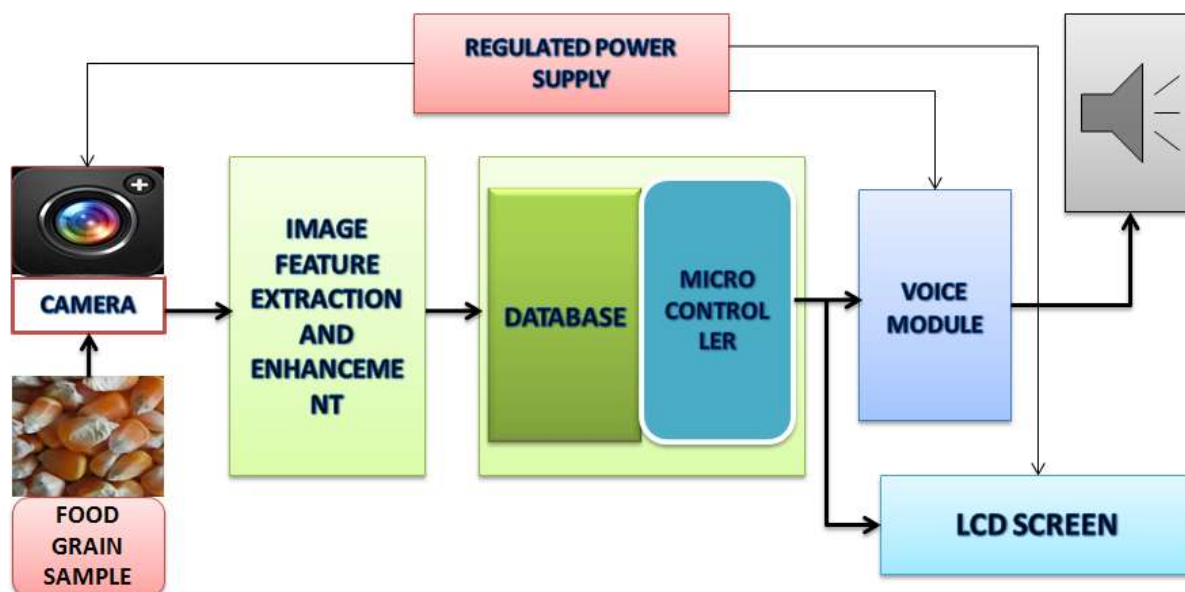 REGULATED POWER
SUPPLY
CAMERA
FOOD
GRAIN
SAMPLE
IMAGE
FEATURE
EXTRACTION
AND
ENHANCEME
NT
DATABASE
MICRO
CONTROL
LER
VOICE
MODULE
LCD SCREEN